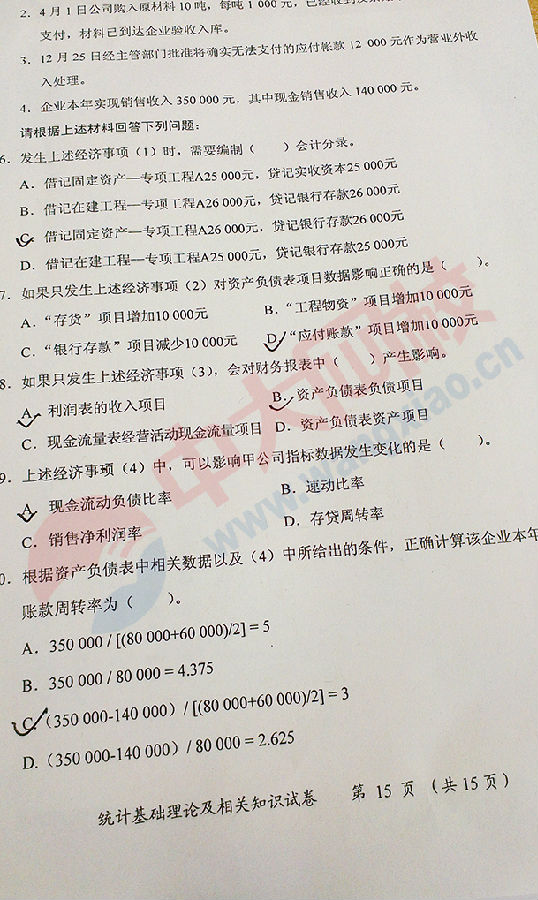 2. 4月1日公司购入原材料10吨，每吨1 000元，已经收到发票
支付，材料已到达企业验收入库。
3. 12月25日经主管部门批准将确实无法支付的应付帐款12 000元作为营业外收
入处理。
4. 企业本年实现销售收入350 000元，其中现金销售收入140 000元。
请根据上述材料回答下列问题：
6. 发生上述经济事项（1）时，需要编制（ ）会计分录。
A. 借记固定资产—专项工程A25 000元，贷记实收资本25 000元
B. 借记在建工程—专项工程A26 000元，贷记银行存款26 000元
C. 借记固定资产—专项工程A26 000元，贷记银行存款26 000元
D. 借记在建工程—专项工程A25 000元，贷记银行存款25 000元
7. 如果只发生上述经济事项（2）对资产负债表项目数据影响正确的是（ ）。
A. “存货”项目增加10 000元 B. “工程物资”项目增加10 000元
C. “银行存款”项目减少10 000元 D. “应付账款”项目增加10 000元
8. 如果只发生上述经济事项（3），会对财务报表中（ ）产生影响。
A. 利润表的收入项目 B. 资产负债表负债项目
C. 现金流量表经营活动现金流量项目 D. 资产负债表资产项目
9. 上述经济事项（4）中，可以影响甲公司指标数据发生变化的是（ ）。
A. 现金流动负债比率 B. 速动比率
C. 销售净利润率 D. 存贷周转率
0. 根据资产负债表中相关数据以及（4）中所给出的条件，正确计算该企业本年
账款周转率为（ ）。
A. 350 000 / [(80 000+60 000)/2] = 5
B. 350 000 / 80 000 = 4.375
C.（350 000-140 000）/ [(80 000+60 000)/2] = 3
D.（350 000-140 000）/ 80 000 = 2.625
统计基础理论及相关知识试卷 第 15 页 （共15页）
www.wangxiao.cn